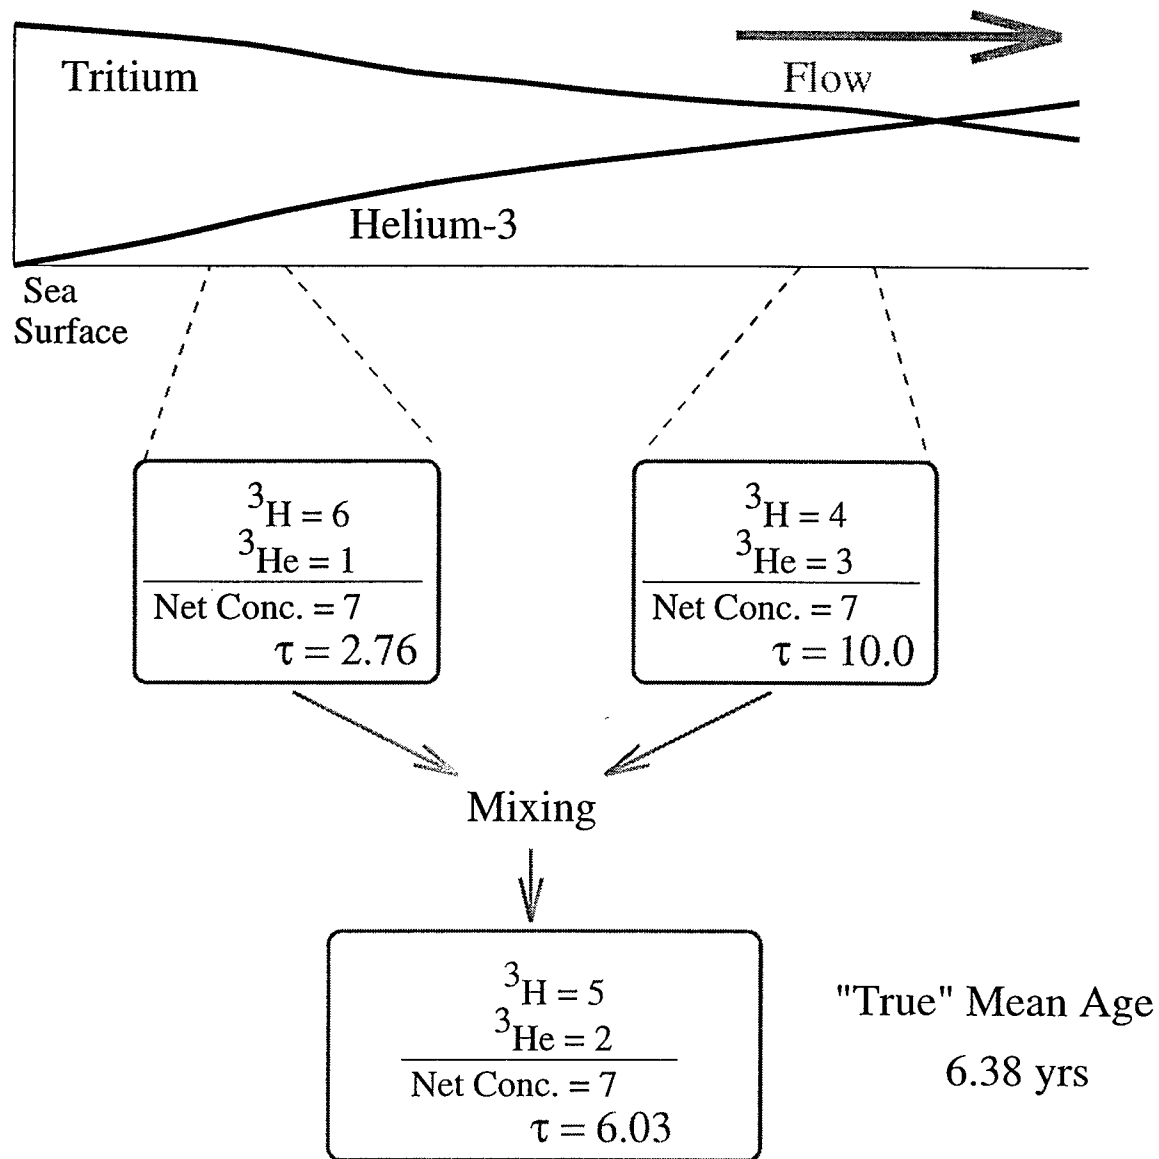 Tritium
Flow
Helium-3
Sea
Surface
³H = 6
³He = 1
Net Conc. = 7
τ = 2.76
³H = 4
³He = 3
Net Conc. = 7
τ = 10.0
Mixing
³H = 5
³He = 2
Net Conc. = 7
τ = 6.03
"True" Mean Age
6.38 yrs